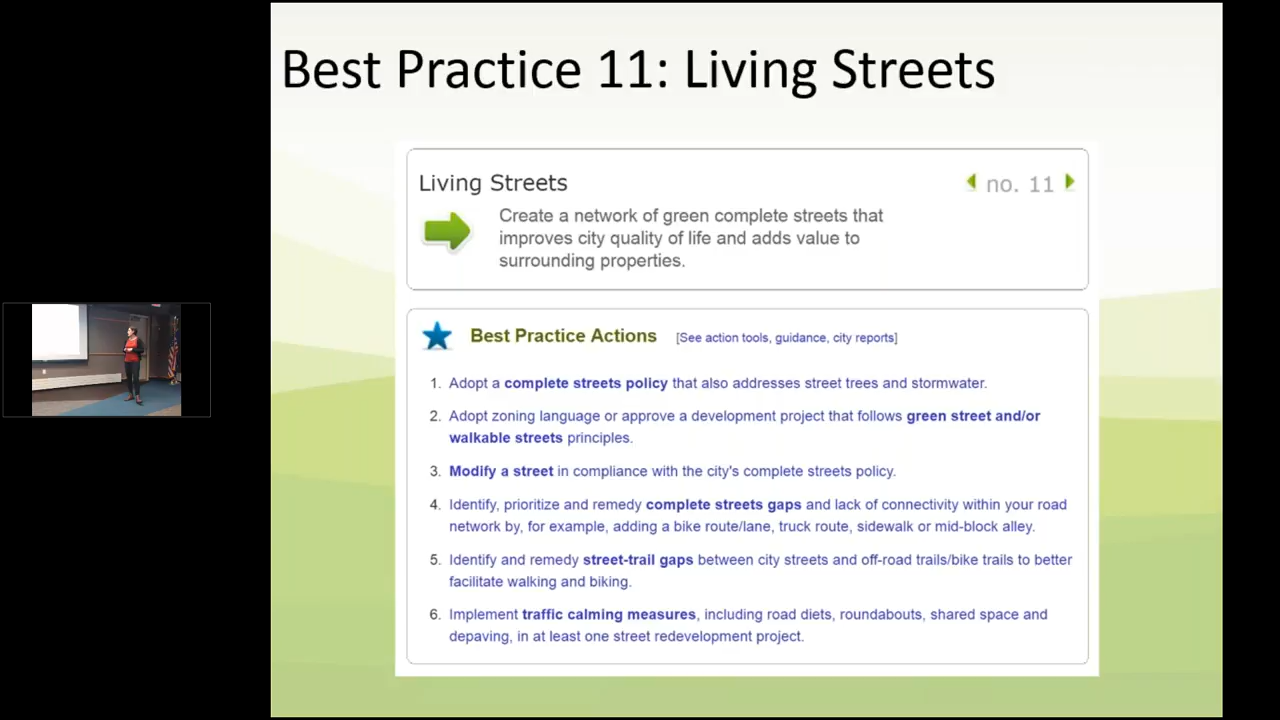 Best Practice 11: Living Streets
Living Streets
no. 11
Create a network of green complete streets that
improves city quality of life and adds value to
surrounding properties.
Best Practice Actions [See action tools, guidance, city reports]
1. Adopt a complete streets policy that also addresses street trees and stormwater.
2. Adopt zoning language or approve a development project that follows green street and/or
walkable streets principles.
3. Modify a street in compliance with the city's complete streets policy.
4. Identify, prioritize and remedy complete streets gaps and lack of connectivity within your road
network by, for example, adding a bike route/lane, truck route, sidewalk or mid-block alley.
5. Identify and remedy street-trail gaps between city streets and off-road trails/bike trails to better
facilitate walking and biking.
6. Implement traffic calming measures, including road diets, roundabouts, shared space and
depaving, in at least one street redevelopment project.